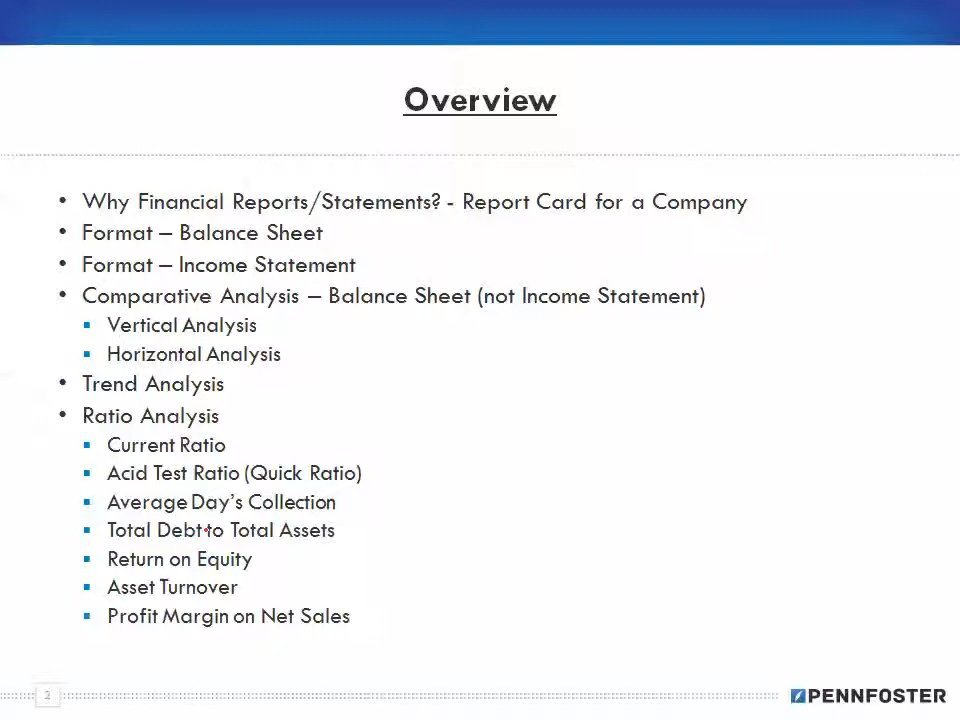 Overview
• Why Financial Reports/Statements? - Report Card for a Company
• Format – Balance Sheet
• Format – Income Statement
• Comparative Analysis – Balance Sheet (not Income Statement)
▪ Vertical Analysis
▪ Horizontal Analysis
• Trend Analysis
• Ratio Analysis
▪ Current Ratio
▪ Acid Test Ratio (Quick Ratio)
▪ Average Day's Collection
▪ Total Debt to Total Assets
▪ Return on Equity
▪ Asset Turnover
▪ Profit Margin on Net Sales
2
PENNFOSTER